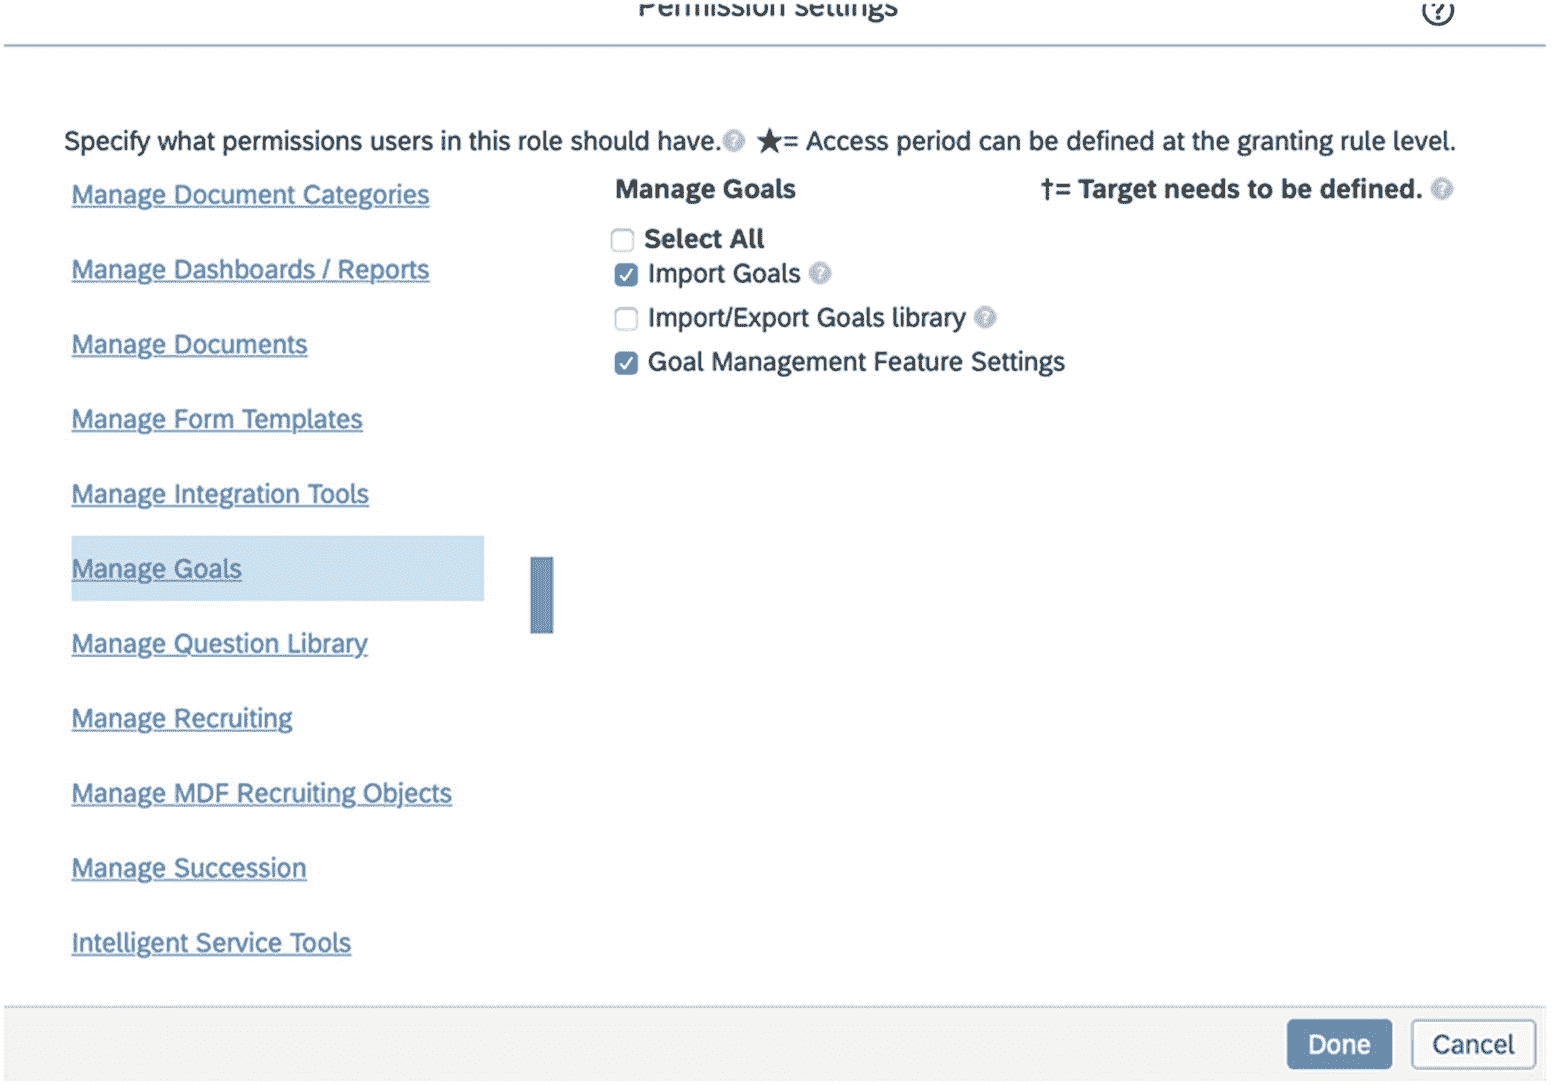 Permission settings
Specify what permissions users in this role should have. ★= Access period can be defined at the granting rule level.
Manage Document Categories
Manage Dashboards / Reports
Manage Documents
Manage Form Templates
Manage Integration Tools
Manage Goals
Manage Question Library
Manage Recruiting
Manage MDF Recruiting Objects
Manage Succession
Intelligent Service Tools
Manage Goals
†= Target needs to be defined.
Select All
Import Goals
Import/Export Goals library
Goal Management Feature Settings
Done
Cancel